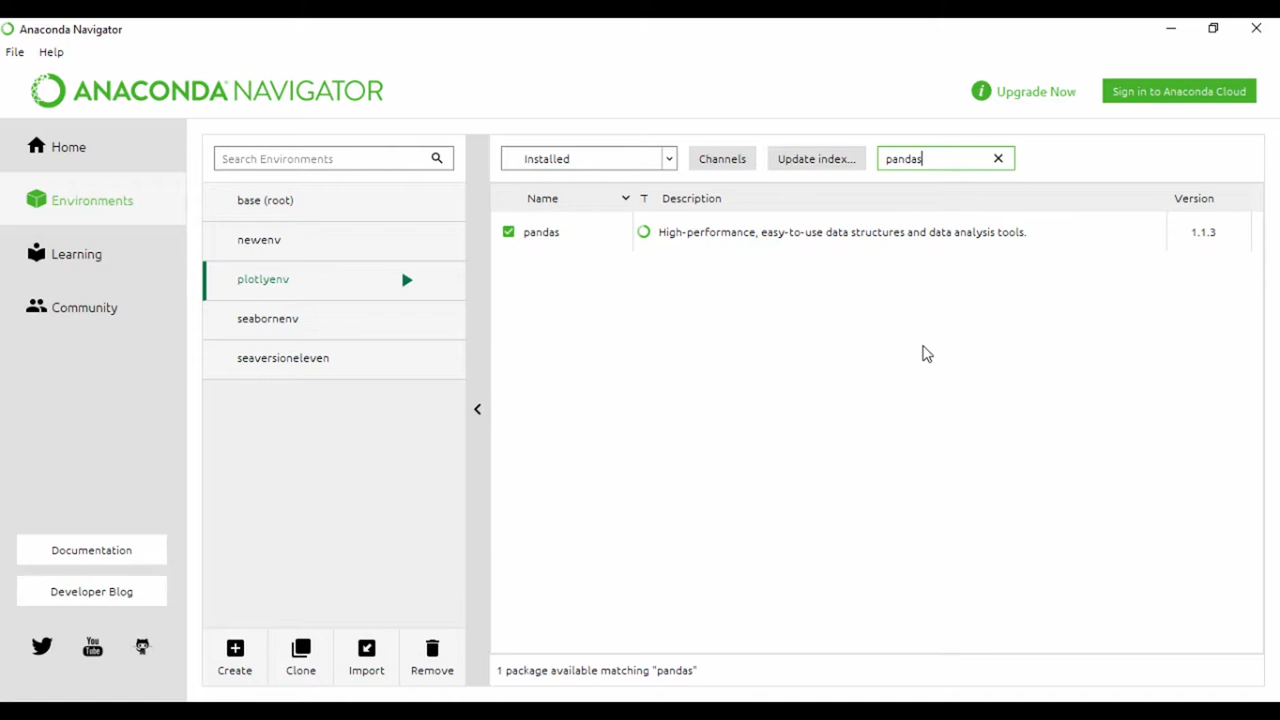 Anaconda Navigator
File Help
ANACONDA NAVIGATOR
Upgrade Now
Sign in to Anaconda Cloud
Home
Environments
Learning
Community
Documentation
Developer Blog
You
Tube
Search Environments
base (root)
newenv
plotlyenv
seabornenv
seaversioneleven
Create
Clone
Import
Remove
Installed
Channels
Update index...
pandas
Name T Description Version
pandas High-performance, easy-to-use data structures and data analysis tools. 1.1.3
1 package available matching "pandas"